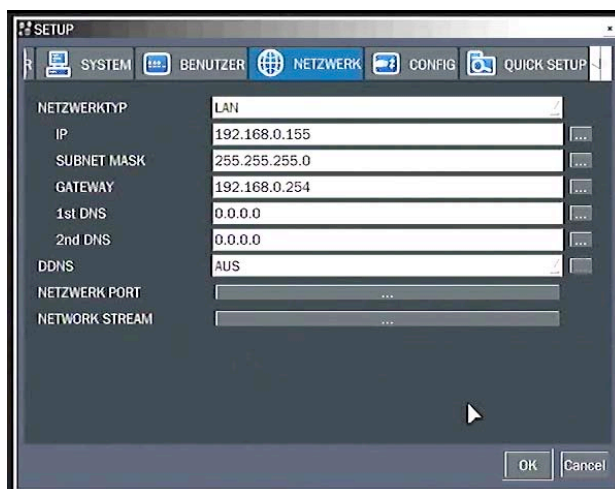 SETUP
R SYSTEM BENUTZER NETZWERK CONFIG QUICK SETUP
NETZWERKTYP LAN
IP 192.168.0.155 ...
SUBNET MASK 255.255.255.0 ...
GATEWAY 192.168.0.254 ...
1st DNS 0.0.0.0 ...
2nd DNS 0.0.0.0 ...
DDNS AUS
NETZWERK PORT ...
NETWORK STREAM ...
OK Cancel